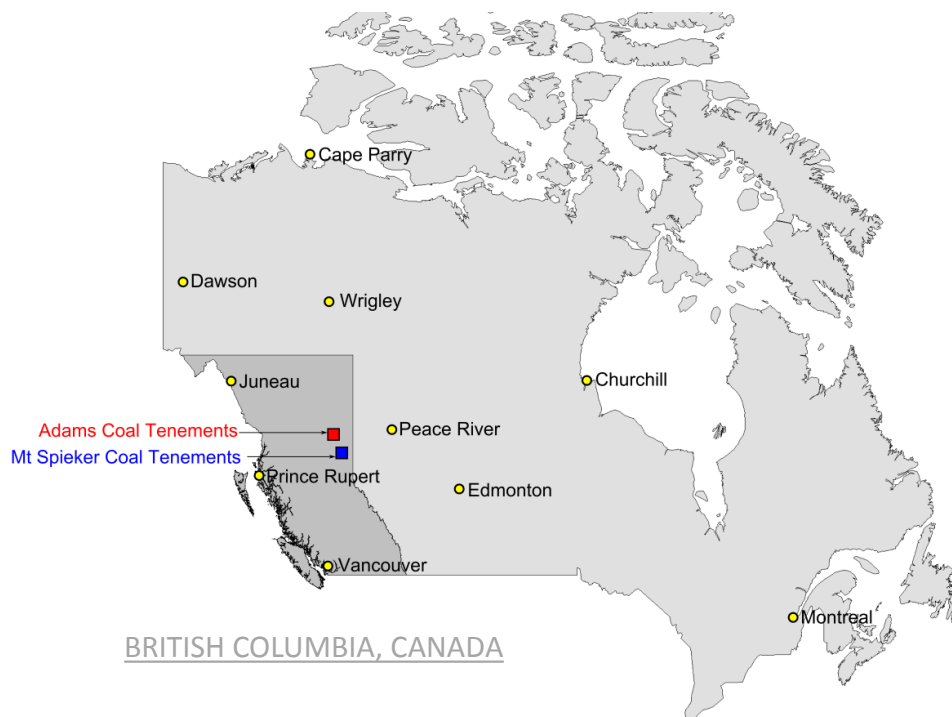 Cape Parry
Dawson
Wrigley
Juneau
Churchill
Adams Coal Tenements
Peace River
Mt Spieker Coal Tenements
Prince Rupert
Edmonton
Vancouver
Montreal
BRITISH COLUMBIA, CANADA